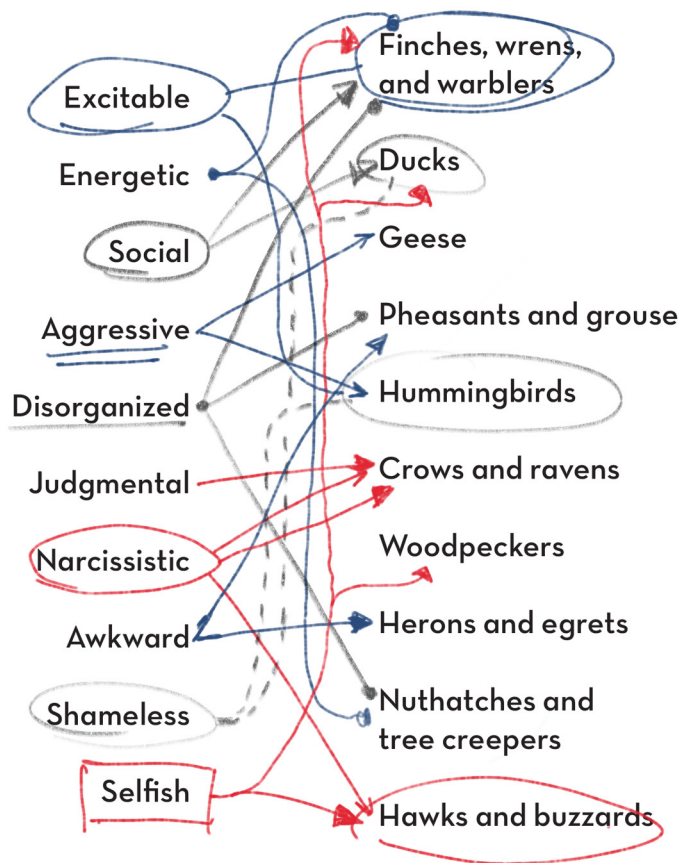 Excitable
Energetic
Social
Aggressive
Disorganized
Judgmental
Narcissistic
Awkward
Shameless
Selfish
Finches, wrens,
and warblers
Ducks
Geese
Pheasants and grouse
Hummingbirds
Crows and ravens
Woodpeckers
Herons and egrets
Nuthatches and
tree creepers
Hawks and buzzards